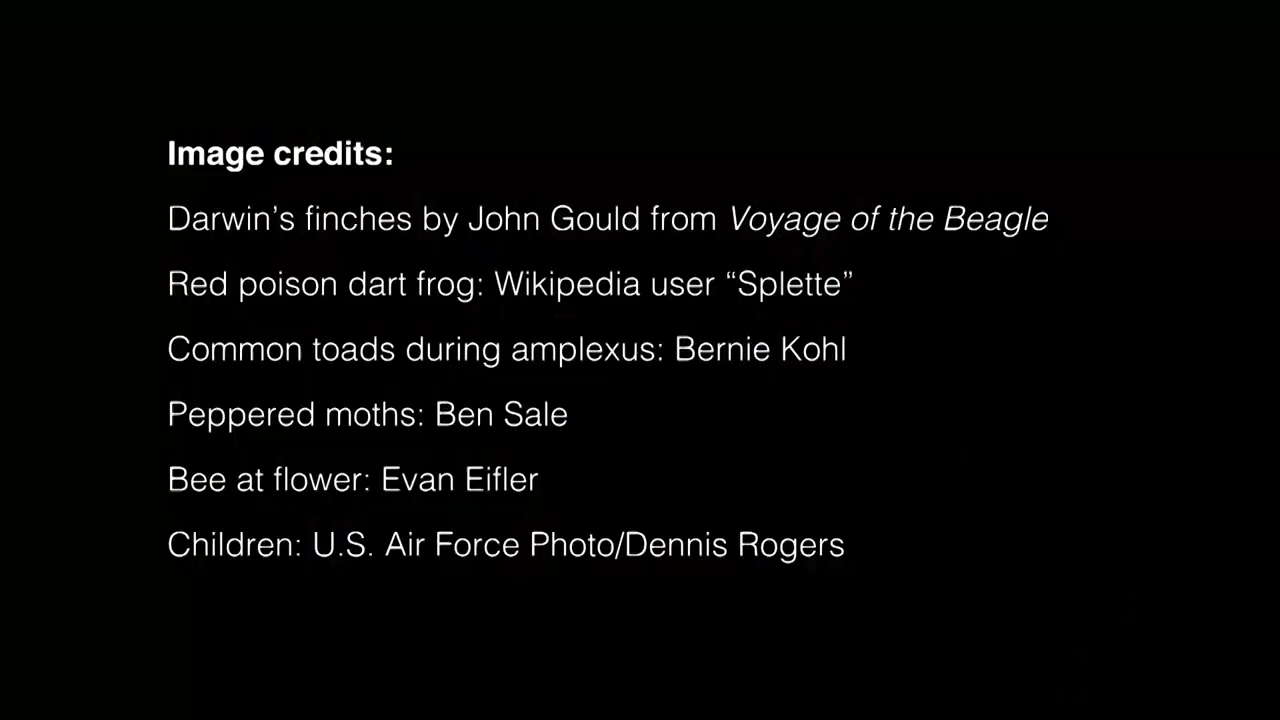 Image credits:
Darwin’s finches by John Gould from Voyage of the Beagle
Red poison dart frog: Wikipedia user “Splette”
Common toads during amplexus: Bernie Kohl
Peppered moths: Ben Sale
Bee at flower: Evan Eifler
Children: U.S. Air Force Photo/Dennis Rogers